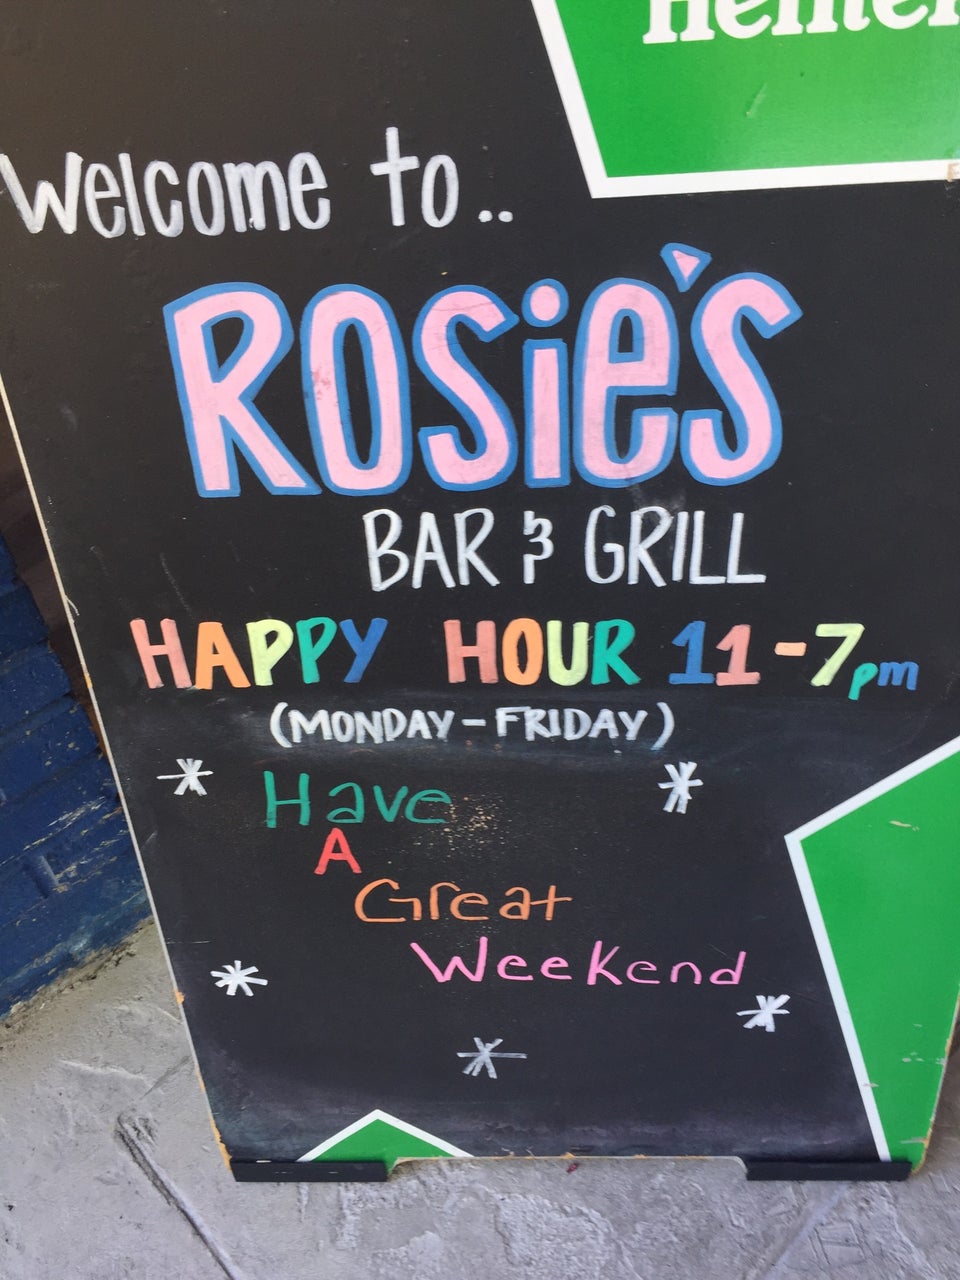 Welcome to..
ROSie's
BAR & GRILL
HAPPY HOUR 11-7pm
(MONDAY-FRIDAY)
Have
A
Great
Weekend